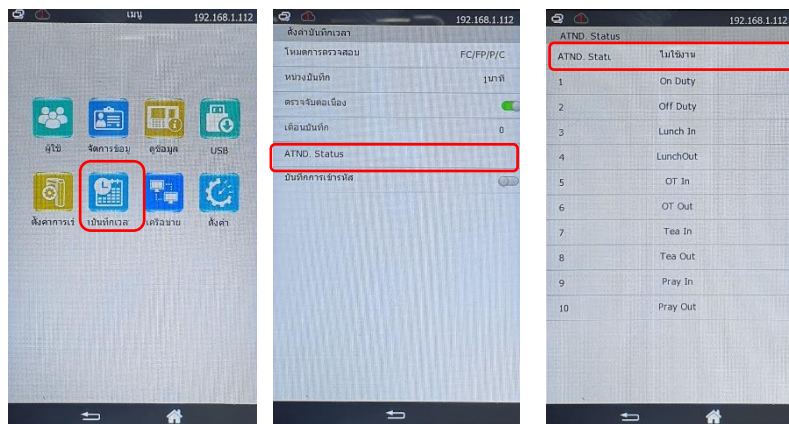 เมนู
192.168.1.112
ผู้ใช้
จัดการข้อมู
ดูข้อมูล
USB
ตั้งค่าการเข้
เบันทึกเวล
เครือข่าย
ตั้งค่า
192.168.1.112
ตั้งค่าบันทึกเวลา
โหมดการตรวจสอบ FC/FP/P/C
หน่วงบันทึก 1นาที
ตรวจจับต่อเนื่อง
เตือนบันทึก 0
ATND. Status
บันทึกการเข้ารหัส
192.168.1.112
ATND. Status
ATND. Statu ไม่ใช้งาน
1 On Duty
2 Off Duty
3 Lunch In
4 LunchOut
5 OT In
6 OT Out
7 Tea In
8 Tea Out
9 Pray In
10 Pray Out